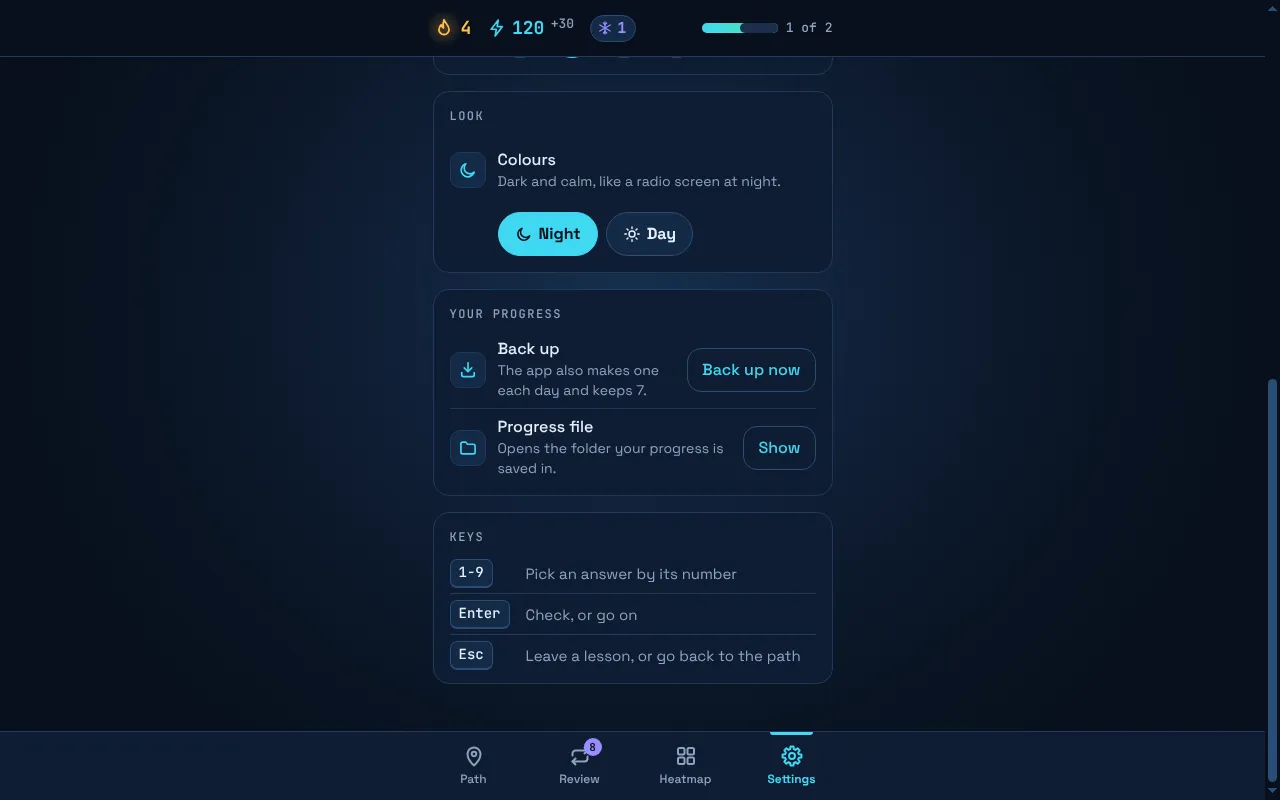 4 120 +30 1 1 of 2
LOOK
Colours
Dark and calm, like a radio screen at night.
Night Day
YOUR PROGRESS
Back up
The app also makes one
each day and keeps 7.
Back up now
Progress file
Opens the folder your progress is
saved in.
Show
KEYS
1-9 Pick an answer by its number
Enter Check, or go on
Esc Leave a lesson, or go back to the path
8
Path Review Heatmap Settings